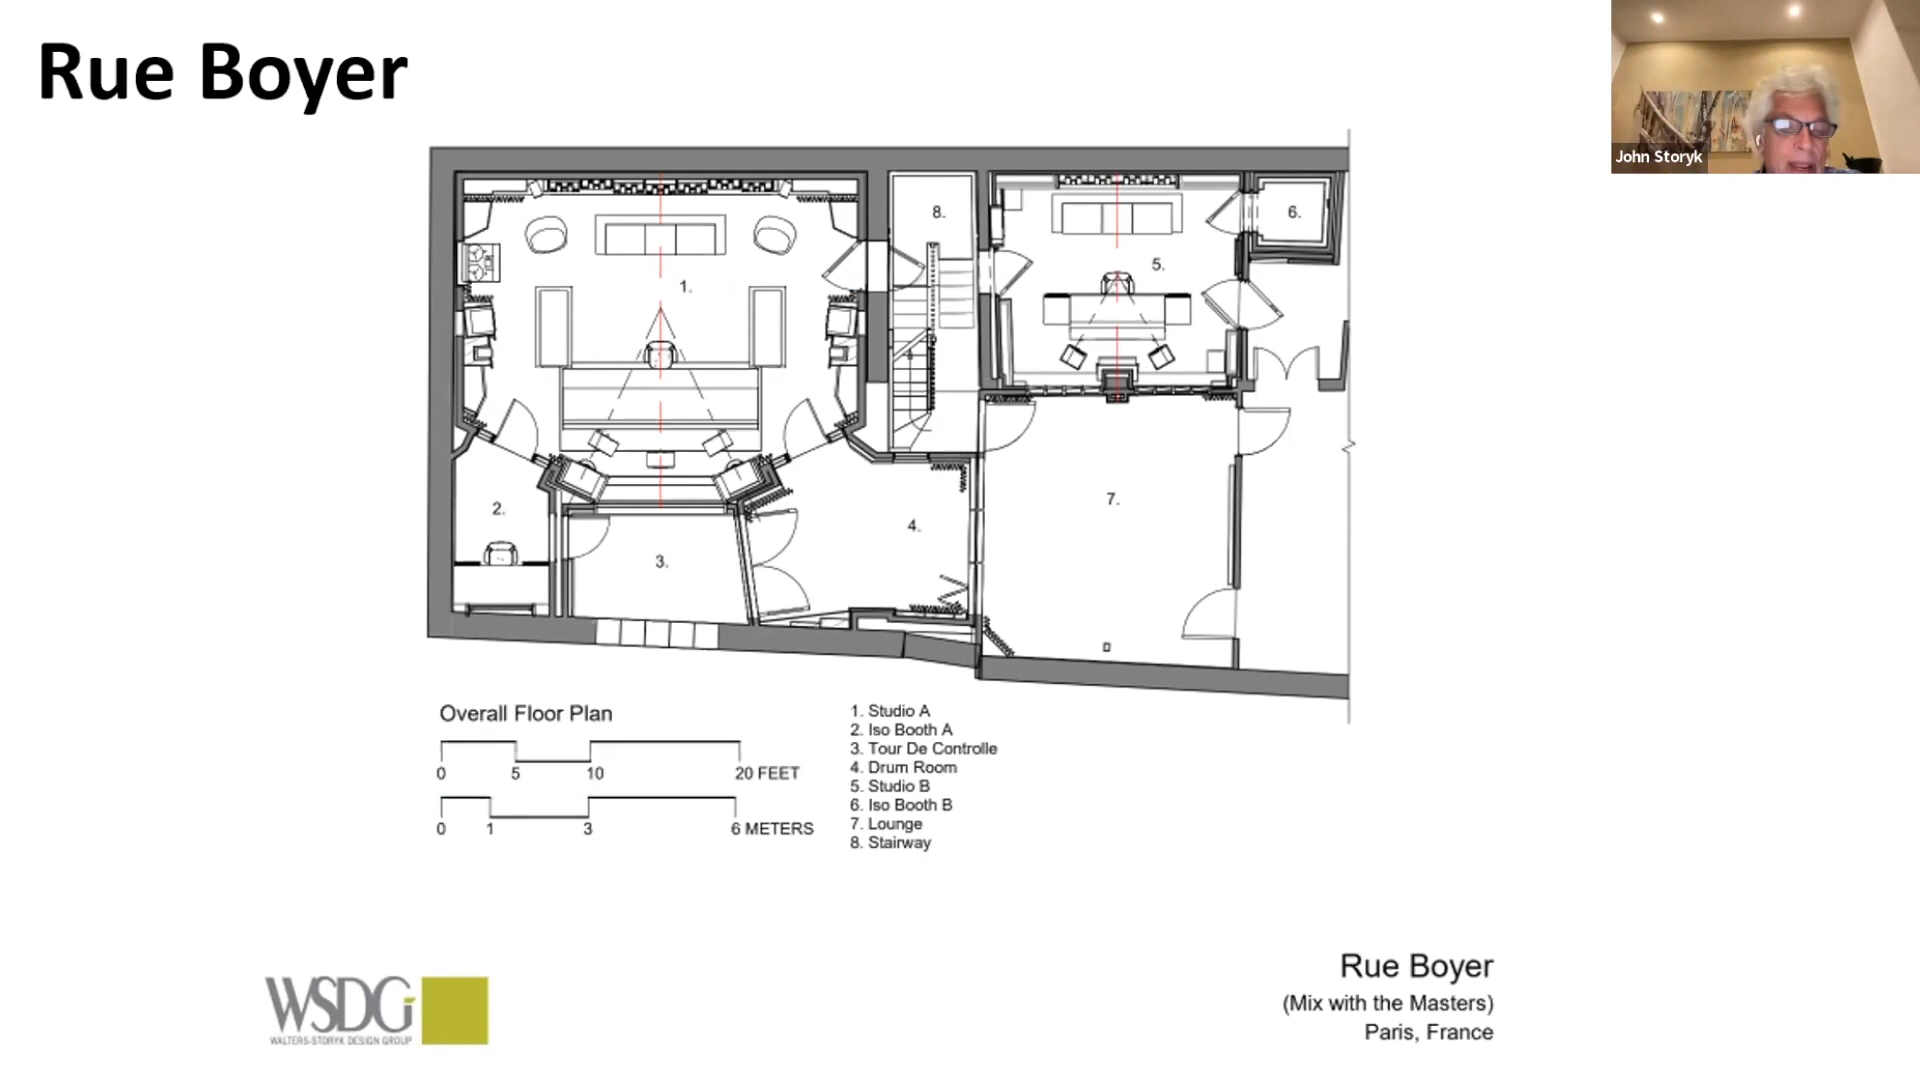 Rue Boyer
John Storyk
1.
2.
3.
4.
5.
6.
7.
8.
Overall Floor Plan
0 5 10 20 FEET
0 1 3 6 METERS
1. Studio A
2. Iso Booth A
3. Tour De Controlle
4. Drum Room
5. Studio B
6. Iso Booth B
7. Lounge
8. Stairway
WSDG
WALTERS-STORYK DESIGN GROUP
Rue Boyer
(Mix with the Masters)
Paris, France